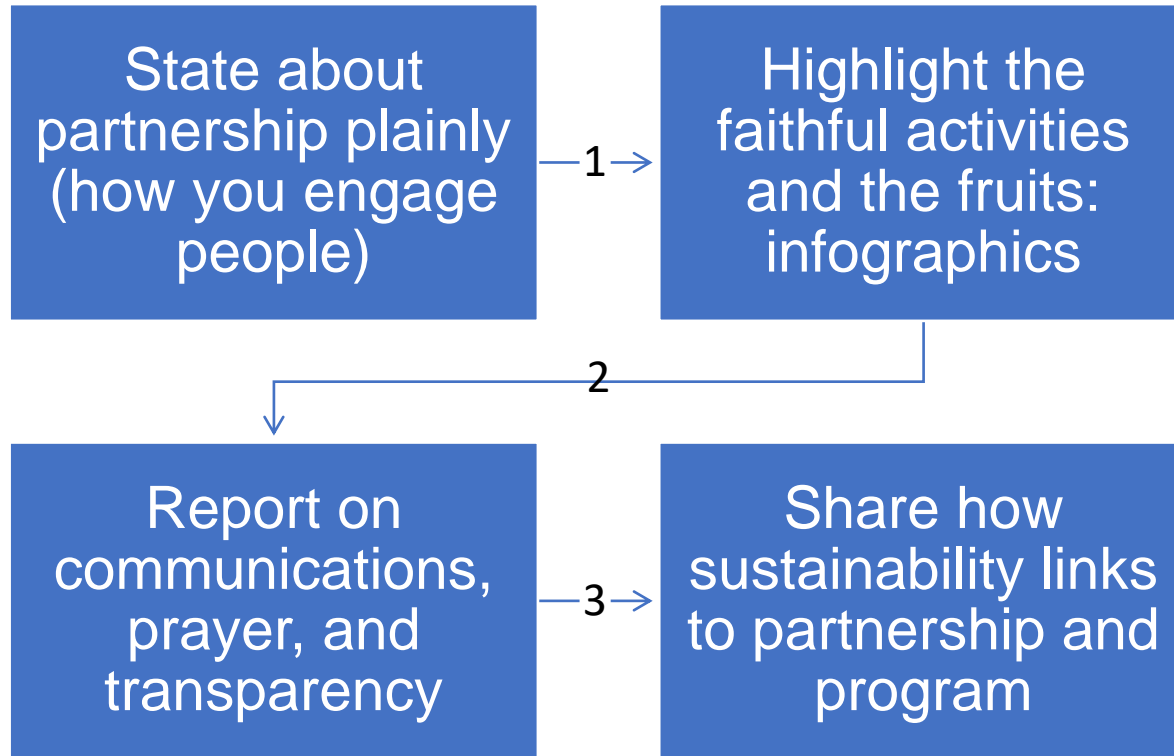 State about
partnership plainly
(how you engage
people)
1
Highlight the
faithful activities
and the fruits:
infographics
2
Report on
communications,
prayer, and
transparency
3
Share how
sustainability links
to partnership and
program